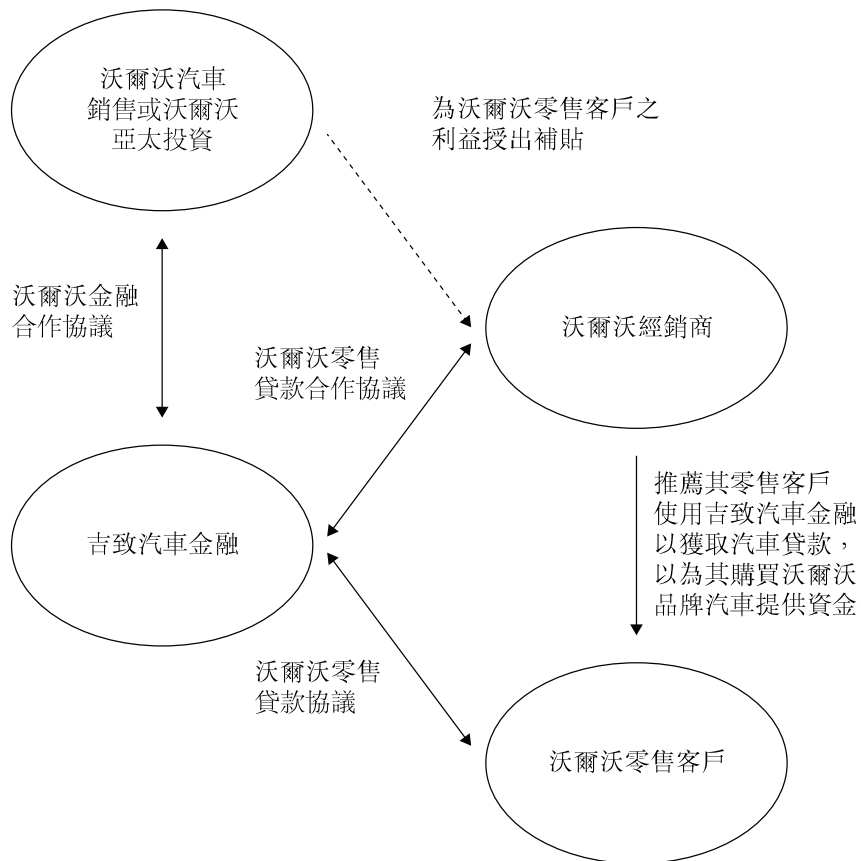 沃爾沃汽車
銷售或沃爾沃
亞太投資
為沃爾沃零售客戶之
利益授出補貼
沃爾沃金融
合作協議
沃爾沃零售
貸款合作協議
沃爾沃經銷商
吉致汽車金融
推薦其零售客戶
使用吉致汽車金融
以獲取汽車貸款，
以為其購買沃爾沃
品牌汽車提供資金
沃爾沃零售
貸款協議
沃爾沃零售客戶